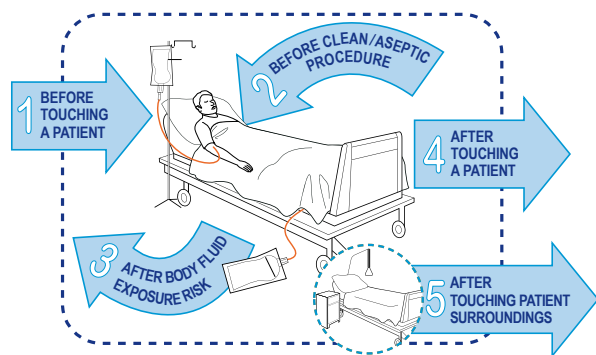 1
BEFORE
TOUCHING
A PATIENT
2
BEFORE CLEAN/ASEPTIC
PROCEDURE
3
AFTER BODY FLUID
EXPOSURE RISK
4
AFTER
TOUCHING
A PATIENT
5
AFTER
TOUCHING PATIENT
SURROUNDINGS